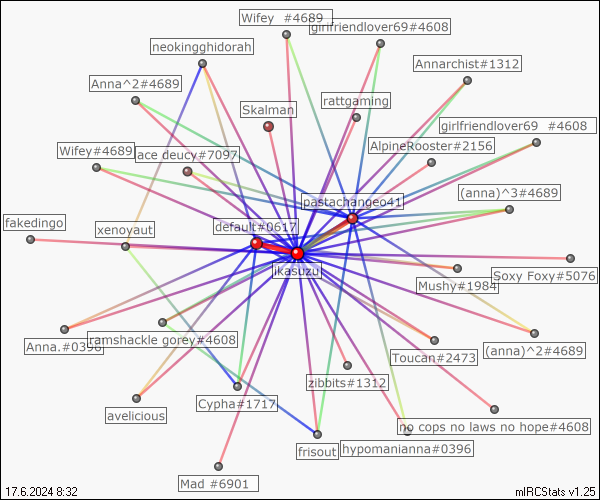 Wifey #4689
girlfriendlover69#4608
neokingghidorah
Annarchist#1312
Anna^2#4689
rattgaming
Skalman
girlfriendlover69 #4608
AlpineRooster#2156
Wifey#4689
ace deucy#7097
(anna)^3#4689
pastachangeo41
fakedingo
xenoyaut
default#0617
ikasuzu
Soxy Foxy#5076
Mushy#1984
Anna.#0396
ramshackle gorey#4608
Toucan#2473
(anna)^2#4689
zibbits#1312
Cypha#1717
avelicious
no cops no laws no hope#4608
frisout
hypomanianna#0396
Mad #6901
17.6.2024 8:32
mIRCStats v1.25